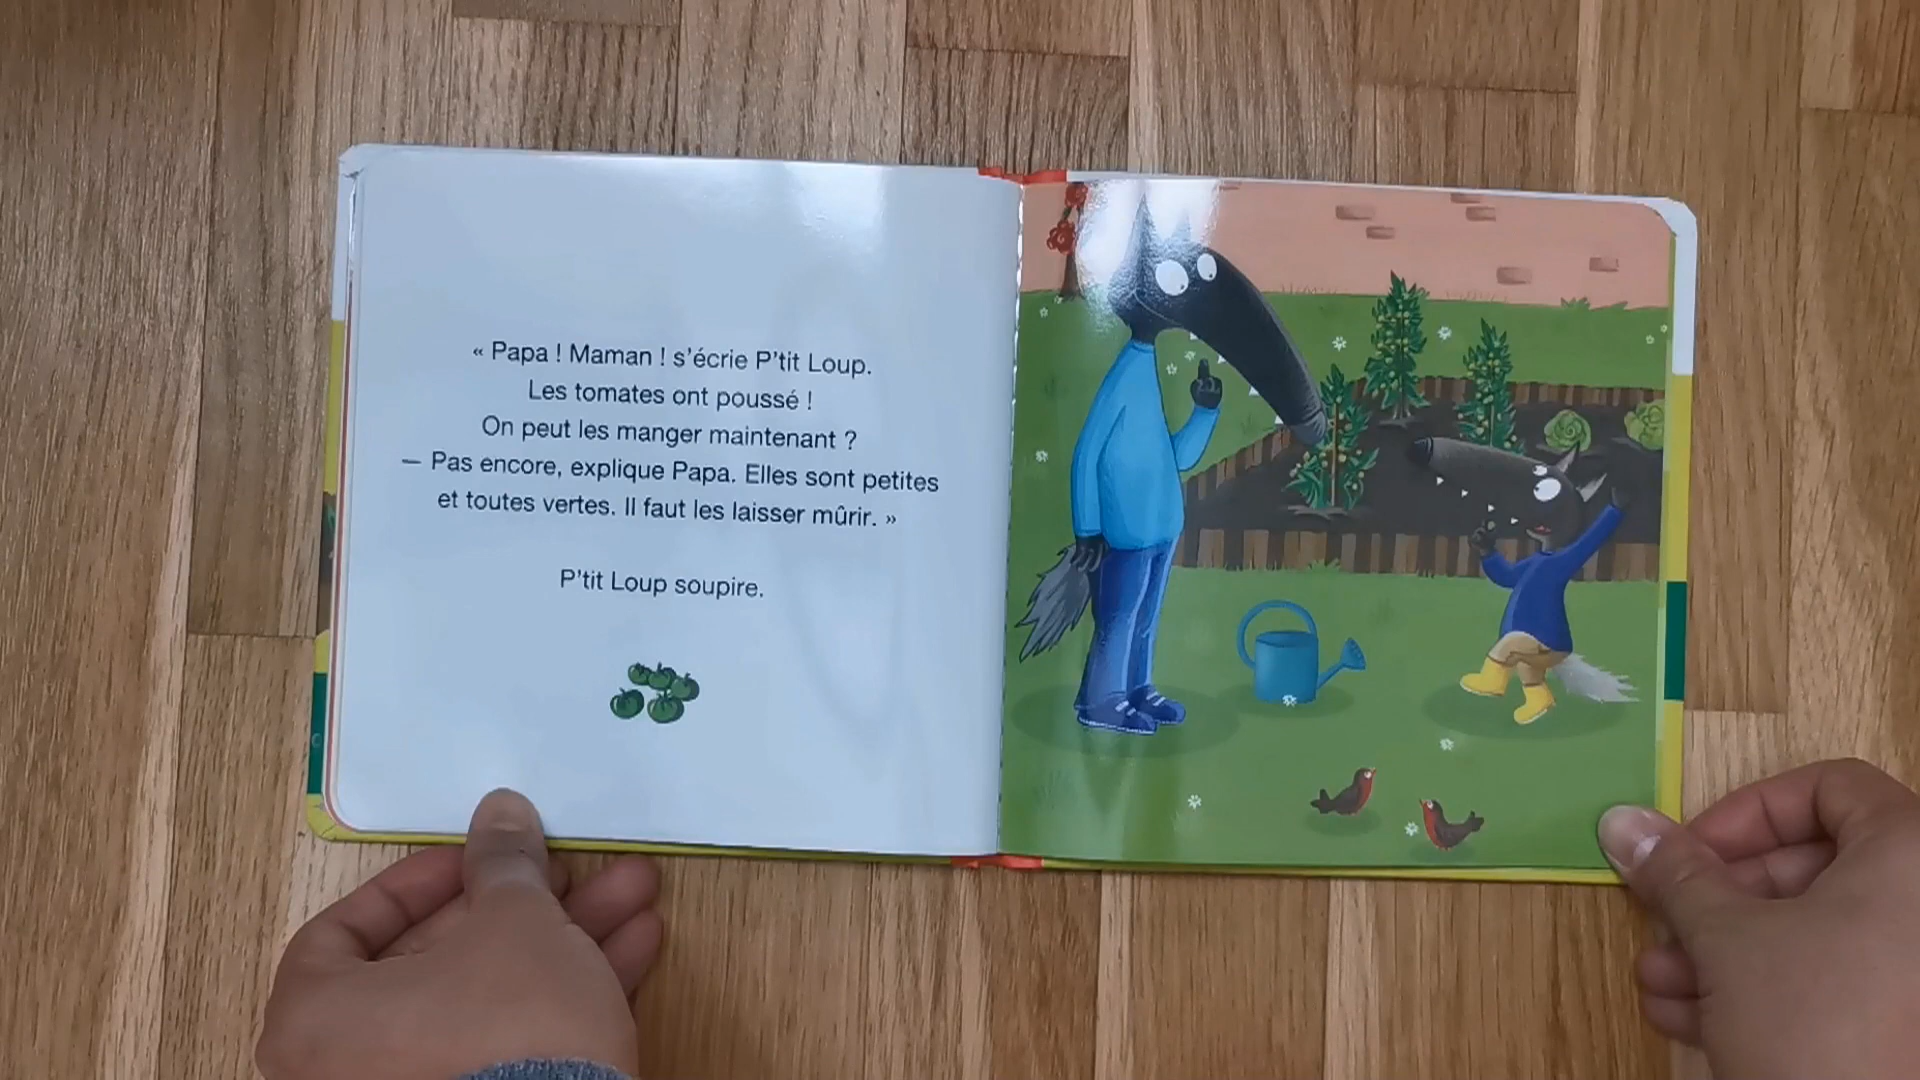 « Papa ! Maman ! s'écrie P'tit Loup.
Les tomates ont poussé !
On peut les manger maintenant ?
— Pas encore, explique Papa. Elles sont petites
et toutes vertes. Il faut les laisser mûrir. »
P'tit Loup soupire.